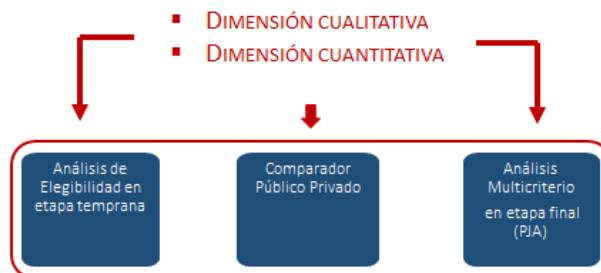 ▪ DIMENSIÓN CUALITATIVA
▪ DIMENSIÓN CUANTITATIVA
Análisis de
Elegibilidad en
etapa temprana
Comparador
Público Privado
Análisis
Multicriterio
en etapa final
(PJA)